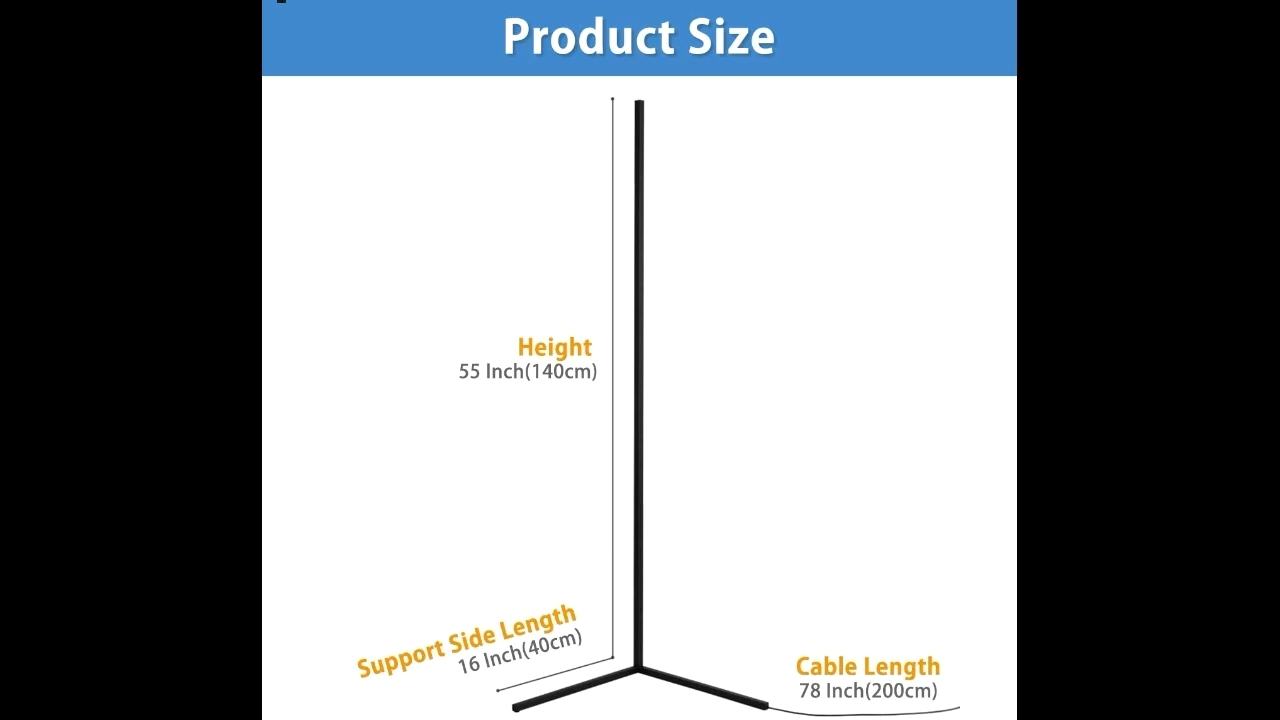 Product Size
Height
55 Inch(140cm)
Support Side Length
16 Inch(40cm)
Cable Length
78 Inch(200cm)